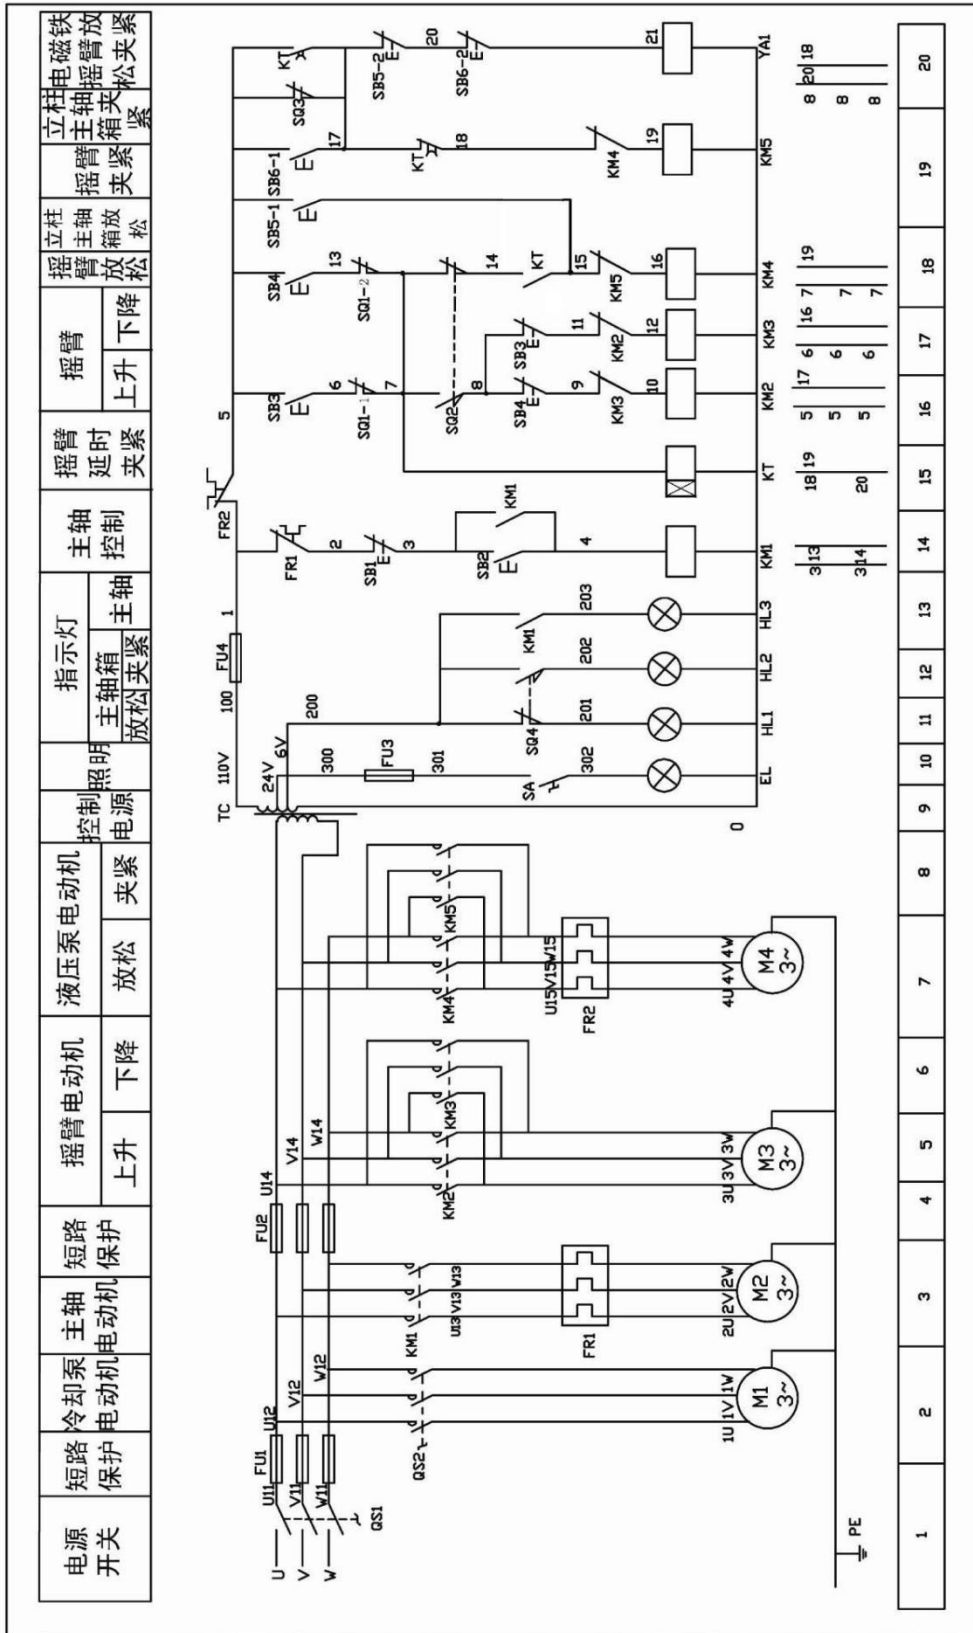 电源
开关
短路
保护
冷却泵
电动机
主轴
电动机
短路
保护
摇臂电动机
上升
下降
液压泵电动机
放松
夹紧
控制
电源
照明
指示灯
主轴箱
放松
夹紧
主轴
主轴
控制
摇臂
延时
夹紧
摇臂
上升
下降
摇臂
放松
立柱
主轴
箱放
松
摇臂
夹紧
立柱
主轴
箱夹
紧
电磁铁
摇臂放
松夹紧
U
V
W
QS1
U11
V11
W11
FU1
U12
V12
W12
QS2
1U 1V 1W
M1
3~
PE
KM1
U13 V13 W13
FR1
2U 2V 2W
M2
3~
FU2
U14
V14
W14
KM2
KM3
3U 3V 3W
M3
3~
KM4
KM5
U15 V15 W15
FR2
4U 4V 4W
M4
3~
TC
110V
24V
6V
100
FU4
1
300
FU3
301
SA
302
EL
0
200
SQ4
201
HL1
202
HL2
KM1
203
HL3
FR2
5
FR1
2
SB1
3
SB2
KM1
4
KM1
KT
SB3
6
SQ1-1
7
SQ2
8
SB4
9
KM3
10
KM2
SB3
11
KM2
12
KM3
SB4
13
SQ1-2
14
KT
15
KM5
16
KM4
SB5-1
SB6-1
17
KT
18
KM4
19
KM5
SQ3
KT
SB5-2
20
SB6-2
21
YA1
3 13
3 14
18 19
20
5 17
5
5
6 16
6
6
7 19
7
7
8 20 18
8
8
1
2
3
4
5
6
7
8
9
10
11
12
13
14
15
16
17
18
19
20